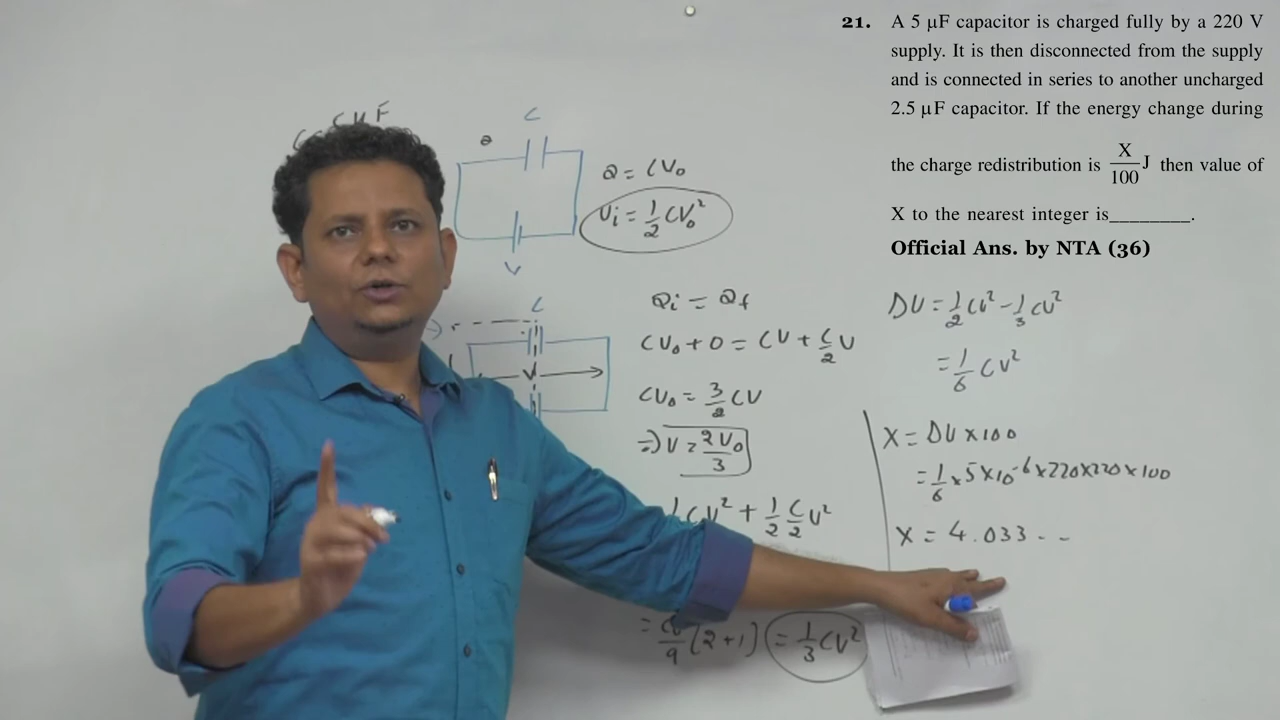 21. A 5 μF capacitor is charged fully by a 220 V
supply. It is then disconnected from the supply
and is connected in series to another uncharged
2.5 μF capacitor. If the energy change during
the charge redistribution is X/100 J then value of
X to the nearest integer is________.
Official Ans. by NTA (36)
C
Q
Q = CV₀
Ui = 1/2 CV₀²
V
C
Qi = Qf
CV₀ + 0 = CV + C/2 V
CV₀ = 3/2 CV
=) V = 2V₀/3
V
CV² + 1/2 C/2 V²
9 (2+1) = 1/3 CV²
DU = 1/2 CV² - 1/3 CV²
= 1/6 CV²
X = DU × 100
= 1/6 × 5 × 10⁻⁶ × 220 × 220 × 100
X = 4.033 - -